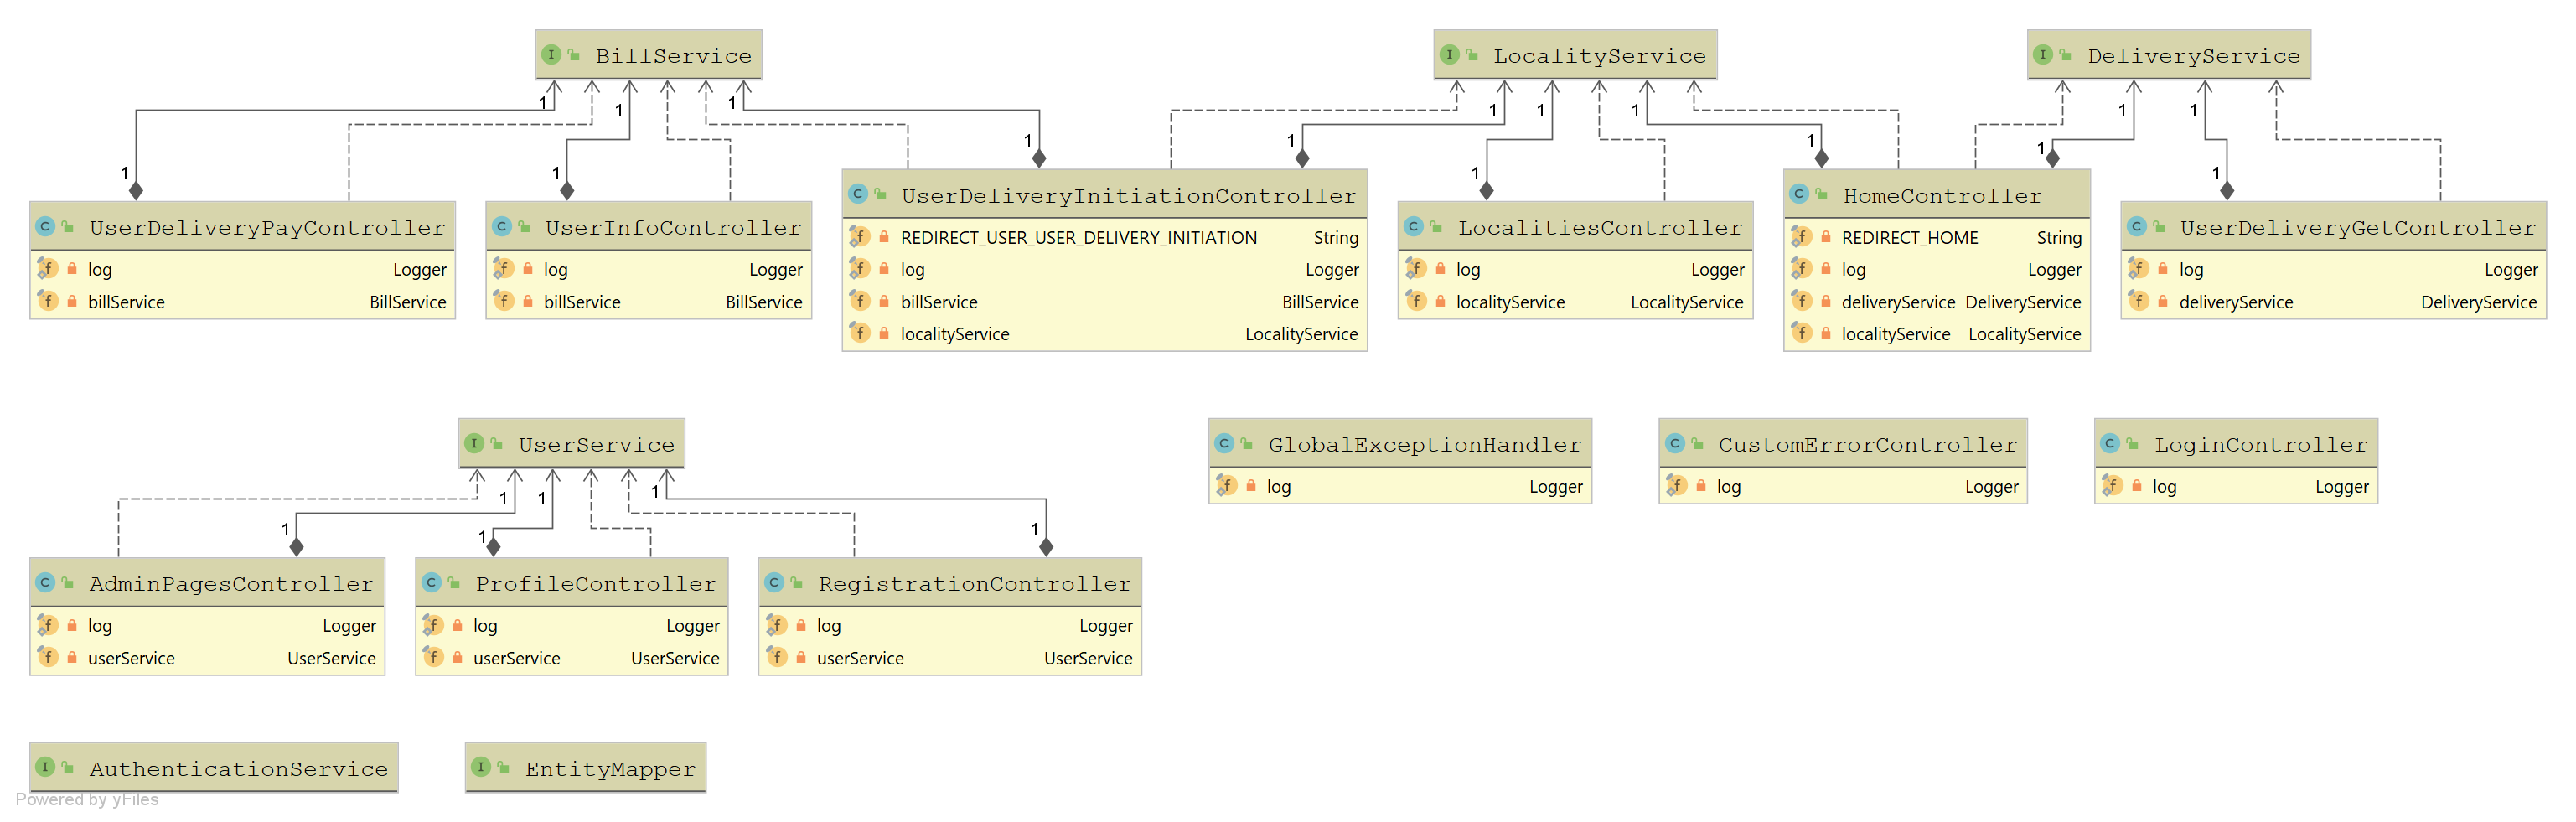 BillService
LocalityService
DeliveryService
1 1 1 1 1 1 1 1
1 1 1 1 1 1 1 1
UserDeliveryPayController
log Logger
billService BillService
UserInfoController
log Logger
billService BillService
UserDeliveryInitiationController
REDIRECT_USER_USER_DELIVERY_INITIATION String
log Logger
billService BillService
localityService LocalityService
LocalitiesController
log Logger
localityService LocalityService
HomeController
REDIRECT_HOME String
log Logger
deliveryService DeliveryService
localityService LocalityService
UserDeliveryGetController
log Logger
deliveryService DeliveryService
UserService
1 1 1
1 1 1
GlobalExceptionHandler
log Logger
CustomErrorController
log Logger
LoginController
log Logger
AdminPagesController
log Logger
userService UserService
ProfileController
log Logger
userService UserService
RegistrationController
log Logger
userService UserService
AuthenticationService
EntityMapper
Powered by yFiles